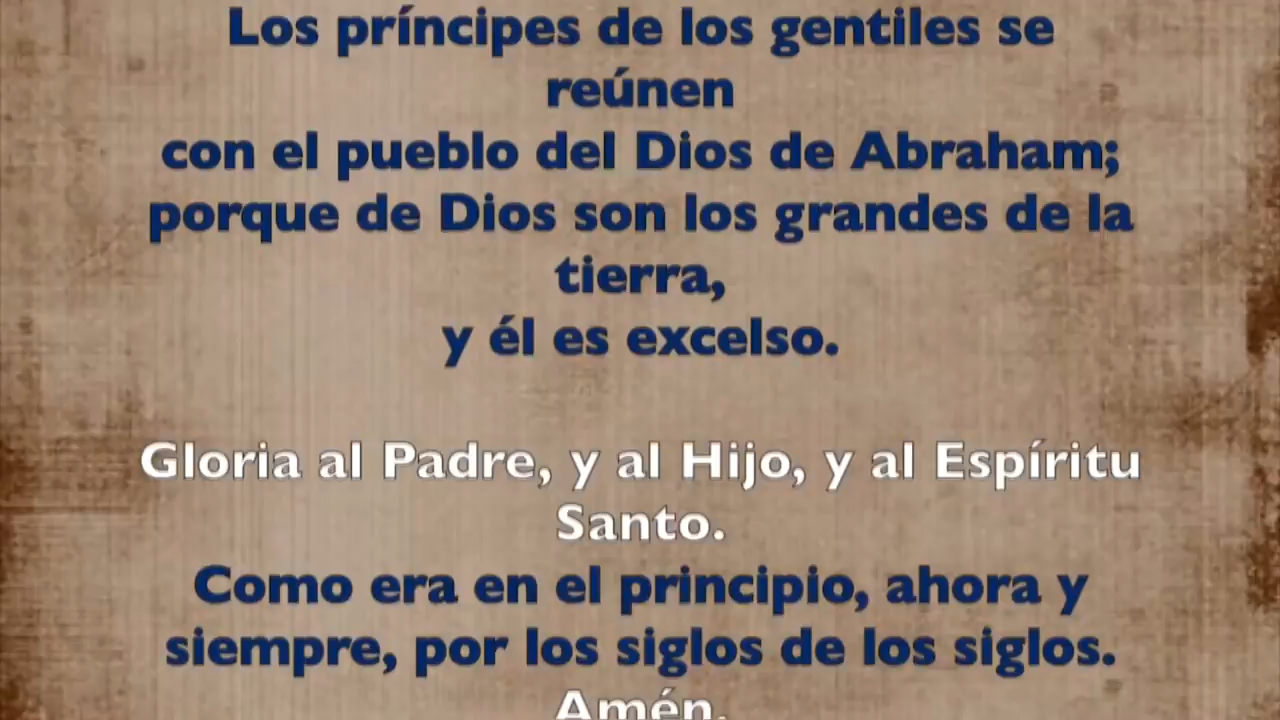 Los príncipes de los gentiles se
reúnen
con el pueblo del Dios de Abraham;
porque de Dios son los grandes de la
tierra,
y él es excelso.
Gloria al Padre, y al Hijo, y al Espíritu
Santo.
Como era en el principio, ahora y
siempre, por los siglos de los siglos.
Amén.